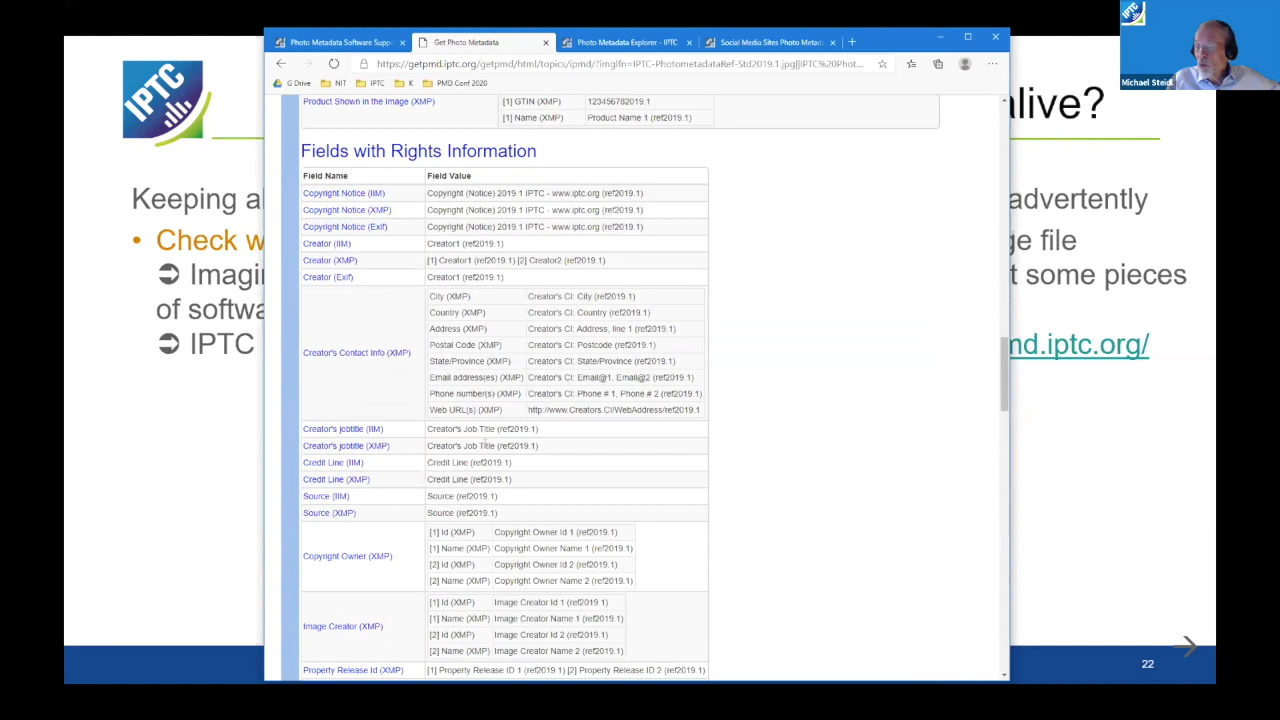 Photo Metadata Software Supp
Get Photo Metadata
Photo Metadata Explorer - IPTC
Social Media Sites Photo Metad
https://getpmd.iptc.org/getpmd/html/topics/ipmd/?imgIfn=IPTC-PhotometadataRef-Std2019.1.jpg||IPTC%20Phot...
G Drive
NIT
IPTC
K
PMD Conf 2020
IPTC
Michael Steidl
IPTC
alive?
Keeping a
advertently
• Check w
ge file
Imagi
t some pieces
of softwa
IPTC
md.iptc.org/
Product Shown in the Image (XMP)
[1] GTIN (XMP) 123456782019.1
[1] Name (XMP) Product Name 1 (ref2019.1)
Fields with Rights Information
Field Name Field Value
Copyright Notice (IIM) Copyright (Notice) 2019.1 IPTC - www.iptc.org (ref2019.1)
Copyright Notice (XMP) Copyright (Notice) 2019.1 IPTC - www.iptc.org (ref2019.1)
Copyright Notice (Exif) Copyright (Notice) 2019.1 IPTC - www.iptc.org (ref2019.1)
Creator (IIM) Creator1 (ref2019.1)
Creator (XMP) [1] Creator1 (ref2019.1) [2] Creator2 (ref2019.1)
Creator (Exif) Creator1 (ref2019.1)
Creator's Contact Info (XMP)
City (XMP) Creator's CI: City (ref2019.1)
Country (XMP) Creator's CI: Country (ref2019.1)
Address (XMP) Creator's CI: Address, line 1 (ref2019.1)
Postal Code (XMP) Creator's CI: Postcode (ref2019.1)
State/Province (XMP) Creator's CI: State/Province (ref2019.1)
Email address(es) (XMP) Creator's CI: Email@1, Email@2 (ref2019.1)
Phone number(s) (XMP) Creator's CI: Phone # 1, Phone # 2 (ref2019.1)
Web URL(s) (XMP) http://www.Creators.CI/WebAddress/ref2019.1
Creator's jobtitle (IIM) Creator's Job Title (ref2019.1)
Creator's jobtitle (XMP) Creator's Job Title (ref2019.1)
Credit Line (IIM) Credit Line (ref2019.1)
Credit Line (XMP) Credit Line (ref2019.1)
Source (IIM) Source (ref2019.1)
Source (XMP) Source (ref2019.1)
Copyright Owner (XMP)
[1] Id (XMP) Copyright Owner Id 1 (ref2019.1)
[1] Name (XMP) Copyright Owner Name 1 (ref2019.1)
[2] Id (XMP) Copyright Owner Id 2 (ref2019.1)
[2] Name (XMP) Copyright Owner Name 2 (ref2019.1)
Image Creator (XMP)
[1] Id (XMP) Image Creator Id 1 (ref2019.1)
[1] Name (XMP) Image Creator Name 1 (ref2019.1)
[2] Id (XMP) Image Creator Id 2 (ref2019.1)
[2] Name (XMP) Image Creator Name 2 (ref2019.1)
Property Release Id (XMP) [1] Property Release ID 1 (ref2019.1) [2] Property Release ID 2 (ref2019.1)
22